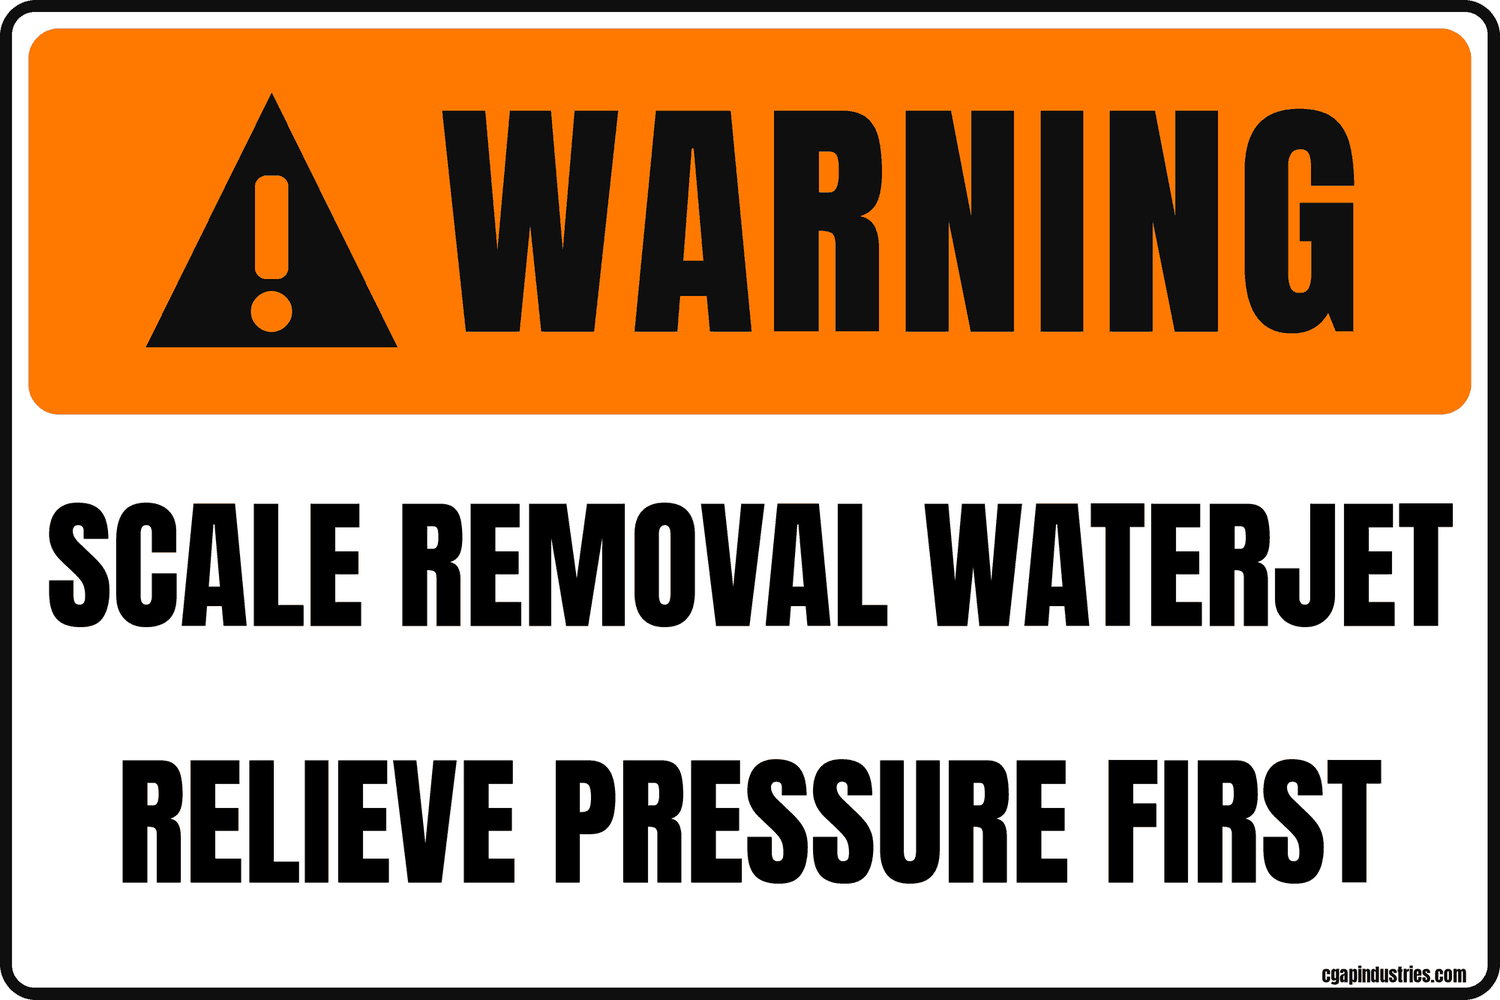 WARNING
SCALE REMOVAL WATERJET
RELIEVE PRESSURE FIRST
cgapindustries.com